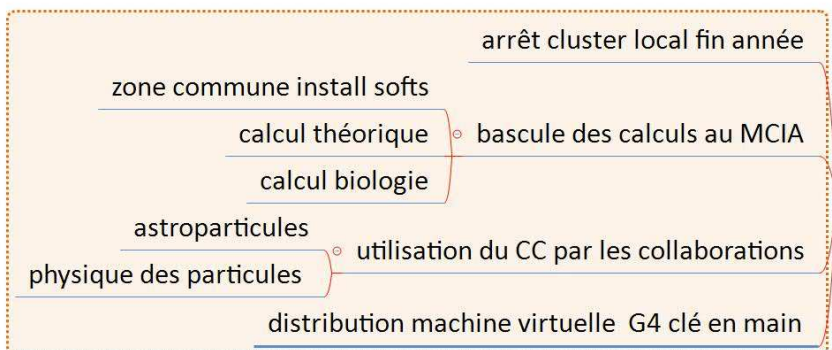 arrêt cluster local fin année
zone commune install softs
calcul théorique
bascule des calculs au MCIA
calcul biologie
astroparticules
utilisation du CC par les collaborations
physique des particules
distribution machine virtuelle G4 clé en main